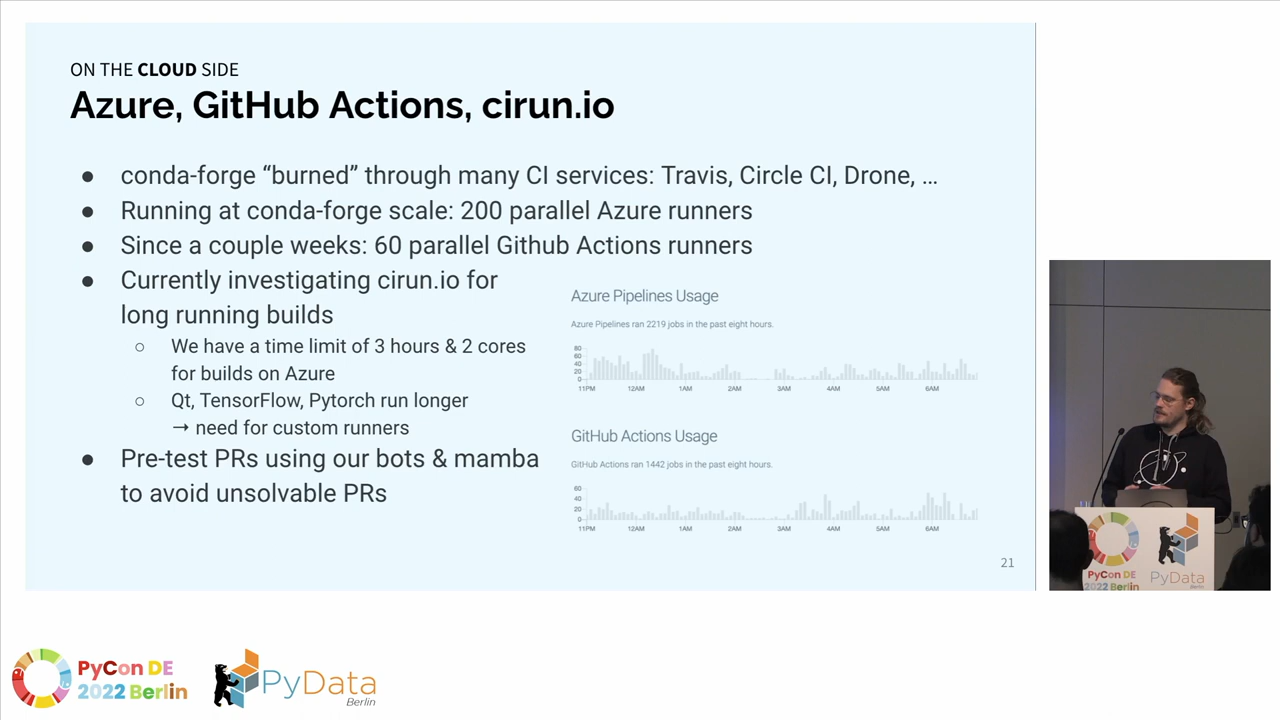 ON THE CLOUD SIDE
Azure, GitHub Actions, cirun.io
● conda-forge “burned” through many CI services: Travis, Circle CI, Drone, …
● Running at conda-forge scale: 200 parallel Azure runners
● Since a couple weeks: 60 parallel Github Actions runners
● Currently investigating cirun.io for
long running builds
○ We have a time limit of 3 hours & 2 cores
for builds on Azure
○ Qt, TensorFlow, Pytorch run longer
→ need for custom runners
● Pre-test PRs using our bots & mamba
to avoid unsolvable PRs
Azure Pipelines Usage
Azure Pipelines ran 2219 jobs in the past eight hours.
80
60
40
20
0
11PM 12AM 1AM 2AM 3AM 4AM 5AM 6AM
GitHub Actions Usage
GitHub Actions ran 1442 jobs in the past eight hours.
60
40
20
0
11PM 12AM 1AM 2AM 3AM 4AM 5AM 6AM
21
PyCon DE
2022 Berlin
PyData
Berlin
PyCon DE
2022 Berlin
PyData
Berlin